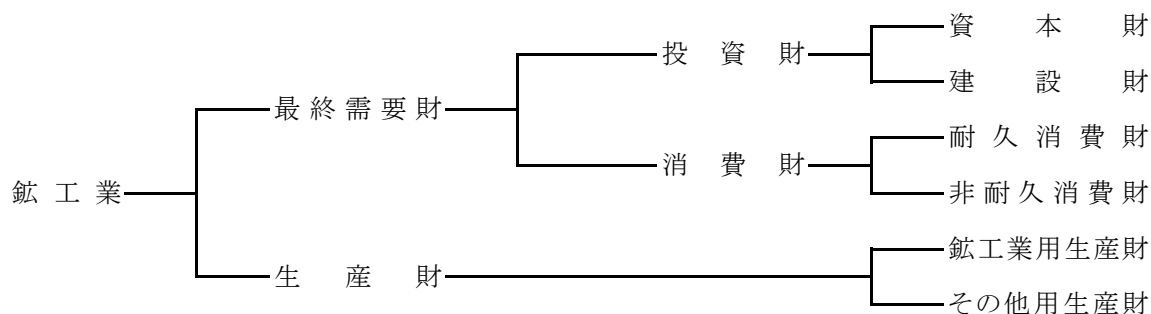 資本財
投資財
建設財
最終需要財
耐久消費財
消費財
鉱工業
非耐久消費財
鉱工業用生産財
生産財
その他用生産財